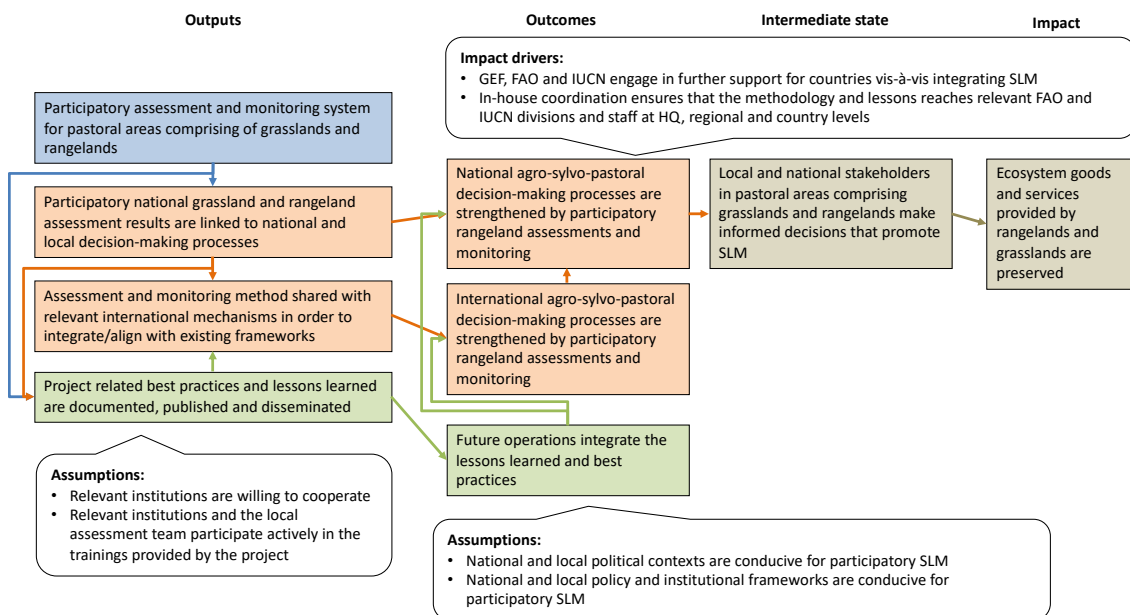 Outputs
Outcomes
Intermediate state
Impact
Impact drivers:
• GEF, FAO and IUCN engage in further support for countries vis-à-vis integrating SLM
• In-house coordination ensures that the methodology and lessons reaches relevant FAO and
IUCN divisions and staff at HQ, regional and country levels
Participatory assessment and monitoring system
for pastoral areas comprising of grasslands and
rangelands
Participatory national grassland and rangeland
assessment results are linked to national and
local decision-making processes
Assessment and monitoring method shared with
relevant international mechanisms in order to
integrate/align with existing frameworks
Project related best practices and lessons learned
are documented, published and disseminated
Assumptions:
• Relevant institutions are willing to cooperate
• Relevant institutions and the local
assessment team participate actively in the
trainings provided by the project
National agro-sylvo-pastoral
decision-making processes are
strengthened by participatory
rangeland assessments and
monitoring
International agro-sylvo-pastoral
decision-making processes are
strengthened by participatory
rangeland assessments and
monitoring
Future operations integrate the
lessons learned and best
practices
Assumptions:
• National and local political contexts are conducive for participatory SLM
• National and local policy and institutional frameworks are conducive for
participatory SLM
Local and national stakeholders
in pastoral areas comprising
grasslands and rangelands make
informed decisions that promote
SLM
Ecosystem goods
and services
provided by
rangelands and
grasslands are
preserved